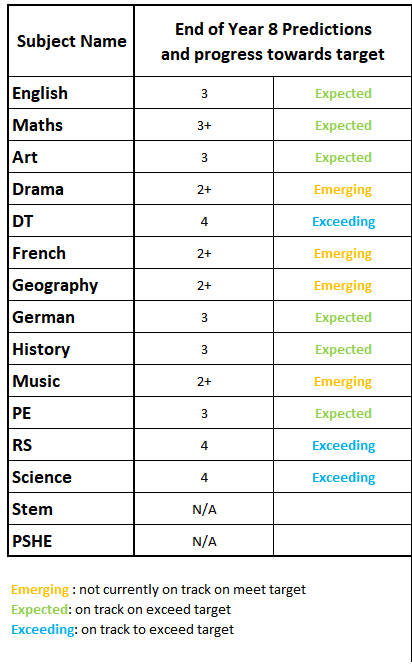 Subject Name End of Year 8 Predictions
and progress towards target
English 3 Expected
Maths 3+ Expected
Art 3 Expected
Drama 2+ Emerging
DT 4 Exceeding
French 2+ Emerging
Geography 2+ Emerging
German 3 Expected
History 3 Expected
Music 2+ Emerging
PE 3 Expected
RS 4 Exceeding
Science 4 Exceeding
Stem N/A
PSHE N/A
Emerging : not currently on track on meet target
Expected: on track on exceed target
Exceeding: on track to exceed target